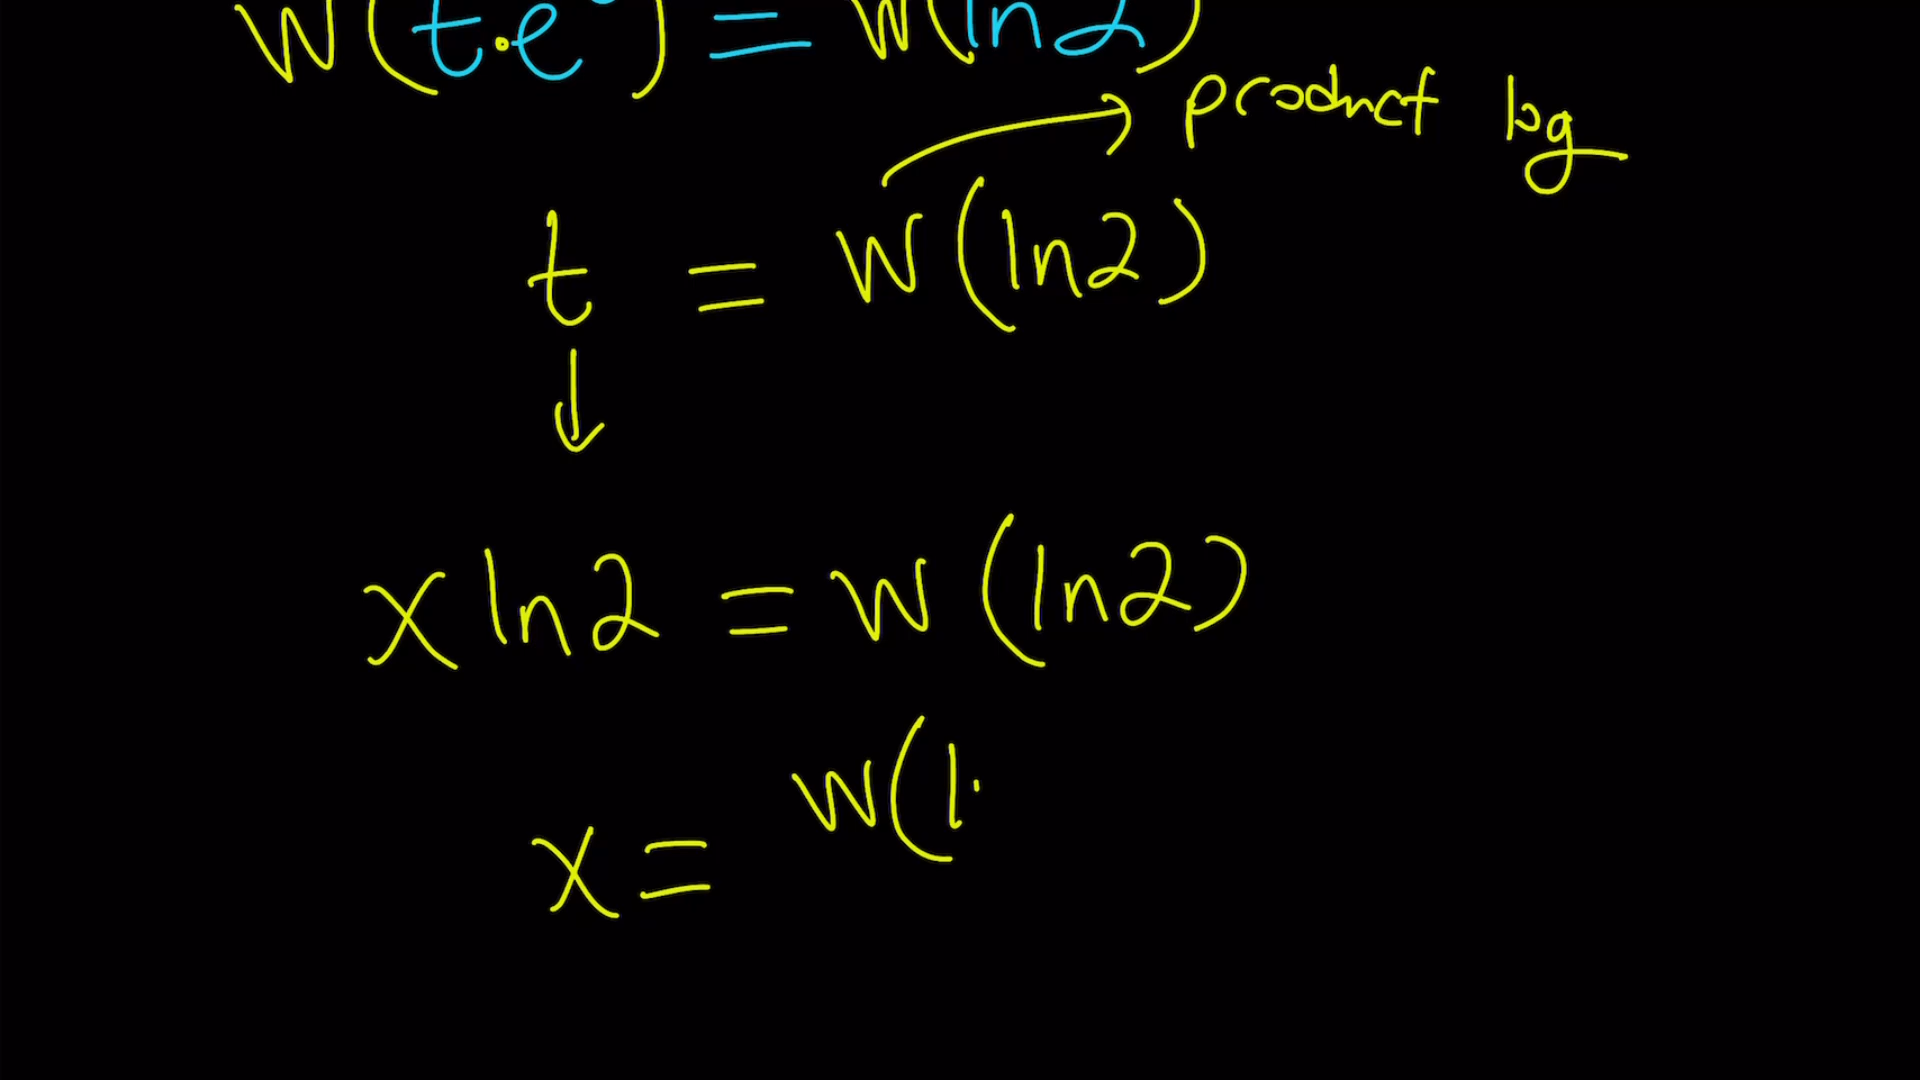 W(t·e) = W(ln2)
product log
t = W(ln2)
x ln2 = W(ln2)
x = W(l